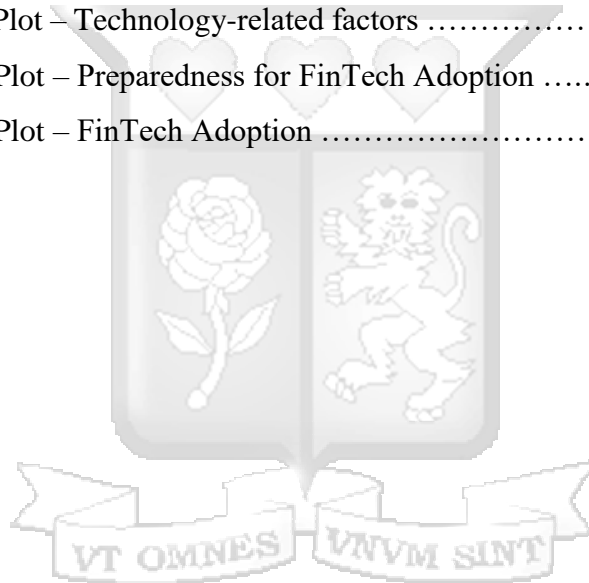 Plot – Technology-related factors ……………
Plot – Preparedness for FinTech Adoption …..
Plot – FinTech Adoption ………………………
VT OMNES VNVM SINT